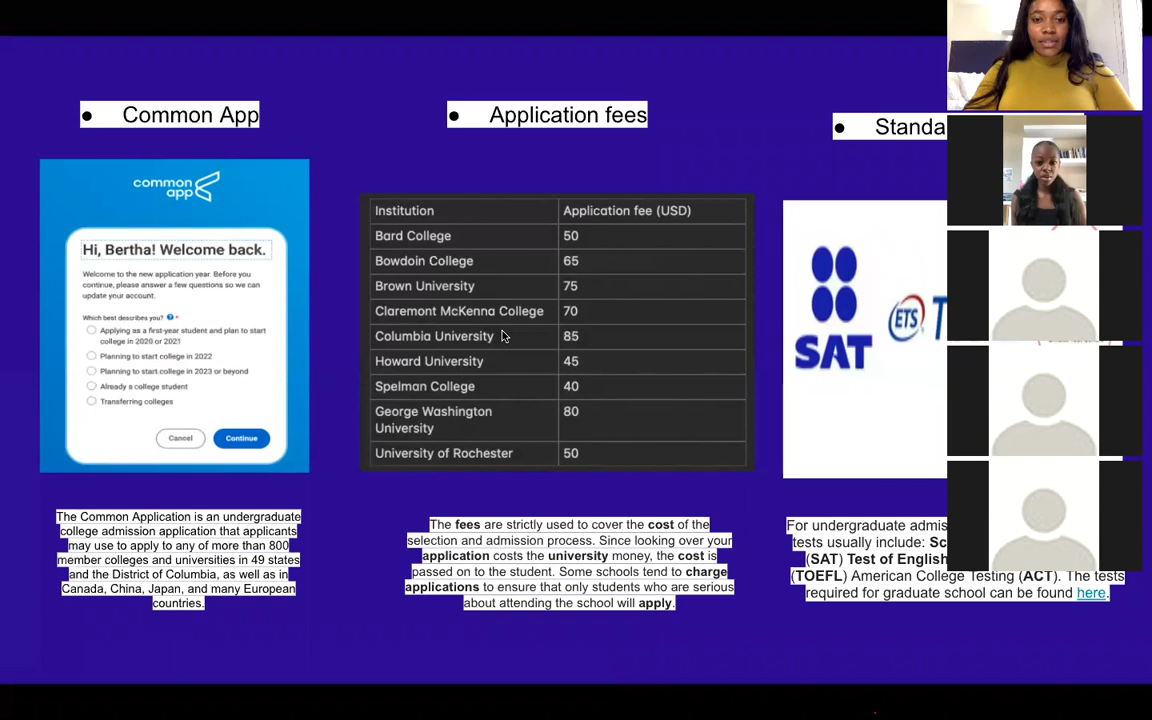 ● Common App
common
app
Hi, Bertha! Welcome back.
Welcome to the new application year. Before you
continue, please answer a few questions so we can
update your account.
Which best describes you? ? *
Applying as a first-year student and plan to start
college in 2020 or 2021
Planning to start college in 2022
Planning to start college in 2023 or beyond
Already a college student
Transferring colleges
Cancel Continue
The Common Application is an undergraduate
college admission application that applicants
may use to apply to any of more than 800
member colleges and universities in 49 states
and the District of Columbia, as well as in
Canada, China, Japan, and many European
countries.
● Application fees
Institution Application fee (USD)
Bard College 50
Bowdoin College 65
Brown University 75
Claremont McKenna College 70
Columbia University 85
Howard University 45
Spelman College 40
George Washington 80
University
University of Rochester 50
The fees are strictly used to cover the cost of the
selection and admission process. Since looking over your
application costs the university money, the cost is
passed on to the student. Some schools tend to charge
applications to ensure that only students who are serious
about attending the school will apply.
● Standa
SAT
ETS T
For undergraduate admis
tests usually include: Sc
(SAT) Test of English
(TOEFL) American College Testing (ACT). The tests
required for graduate school can be found here.